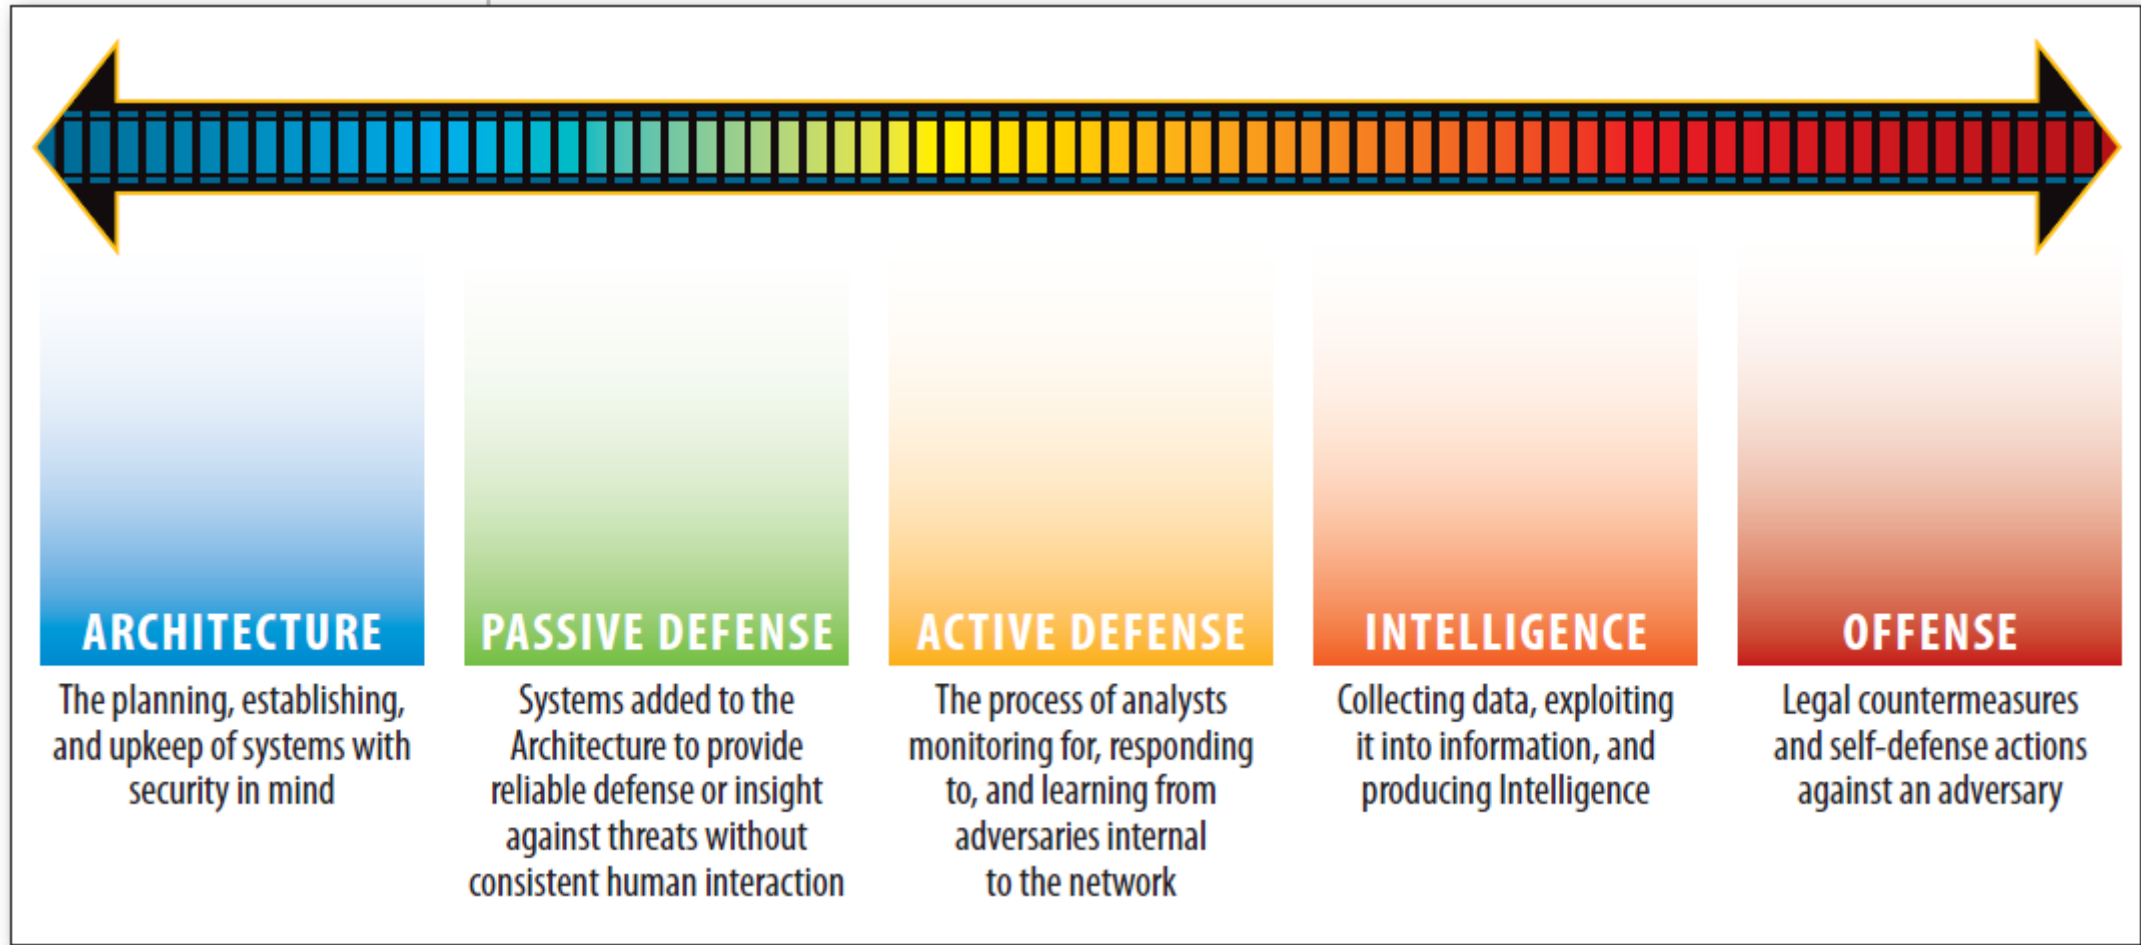 ARCHITECTURE
The planning, establishing,
and upkeep of systems with
security in mind
PASSIVE DEFENSE
Systems added to the
Architecture to provide
reliable defense or insight
against threats without
consistent human interaction
ACTIVE DEFENSE
The process of analysts
monitoring for, responding
to, and learning from
adversaries internal
to the network
INTELLIGENCE
Collecting data, exploiting
it into information, and
producing Intelligence
OFFENSE
Legal countermeasures
and self-defense actions
against an adversary